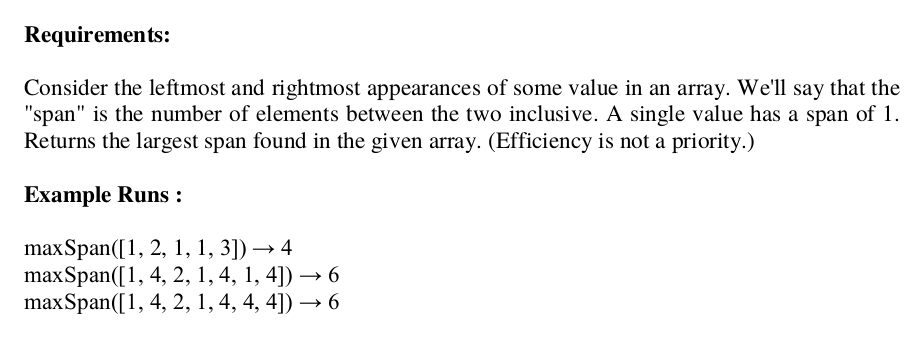 Requirements:
Consider the leftmost and rightmost appearances of some value in an array. We'll say that the
"span" is the number of elements between the two inclusive. A single value has a span of 1.
Returns the largest span found in the given array. (Efficiency is not a priority.)
Example Runs :
maxSpan([1, 2, 1, 1, 3]) → 4
maxSpan([1, 4, 2, 1, 4, 1, 4]) → 6
maxSpan([1, 4, 2, 1, 4, 4, 4]) → 6